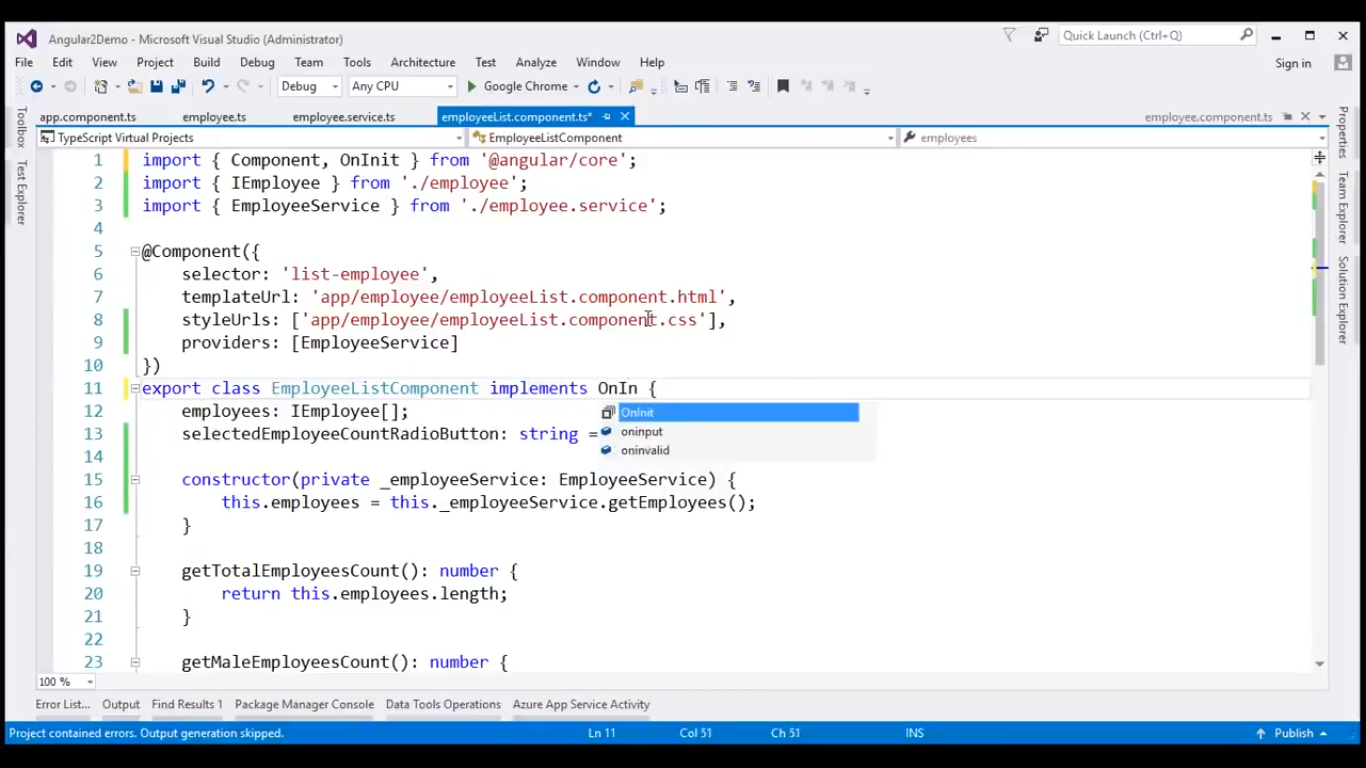 Angular2Demo - Microsoft Visual Studio (Administrator)
Quick Launch (Ctrl+Q)
File Edit View Project Build Debug Team Tools Architecture Test Analyze Window Help
Sign in
Debug Any CPU Google Chrome
app.component.ts employee.ts employee.service.ts employeeList.component.ts* employee.component.ts
TypeScript Virtual Projects EmployeeListComponent employees
Toolbox
Test Explorer
1 import { Component, OnInit } from '@angular/core';
2 import { IEmployee } from './employee';
3 import { EmployeeService } from './employee.service';
4
5 @Component({
6 selector: 'list-employee',
7 templateUrl: 'app/employee/employeeList.component.html',
8 styleUrls: ['app/employee/employeeList.component.css'],
9 providers: [EmployeeService]
10 })
11 export class EmployeeListComponent implements OnIn {
12 employees: IEmployee[];
OnInit
13 selectedEmployeeCountRadioButton: string =
oninput
oninvalid
14
15 constructor(private _employeeService: EmployeeService) {
16 this.employees = this._employeeService.getEmployees();
17 }
18
19 getTotalEmployeesCount(): number {
20 return this.employees.length;
21 }
22
23 getMaleEmployeesCount(): number {
Properties
Team Explorer
Solution Explorer
100 %
Error List... Output Find Results 1 Package Manager Console Data Tools Operations Azure App Service Activity
Project contained errors. Output generation skipped. Ln 11 Col 51 Ch 51 INS Publish